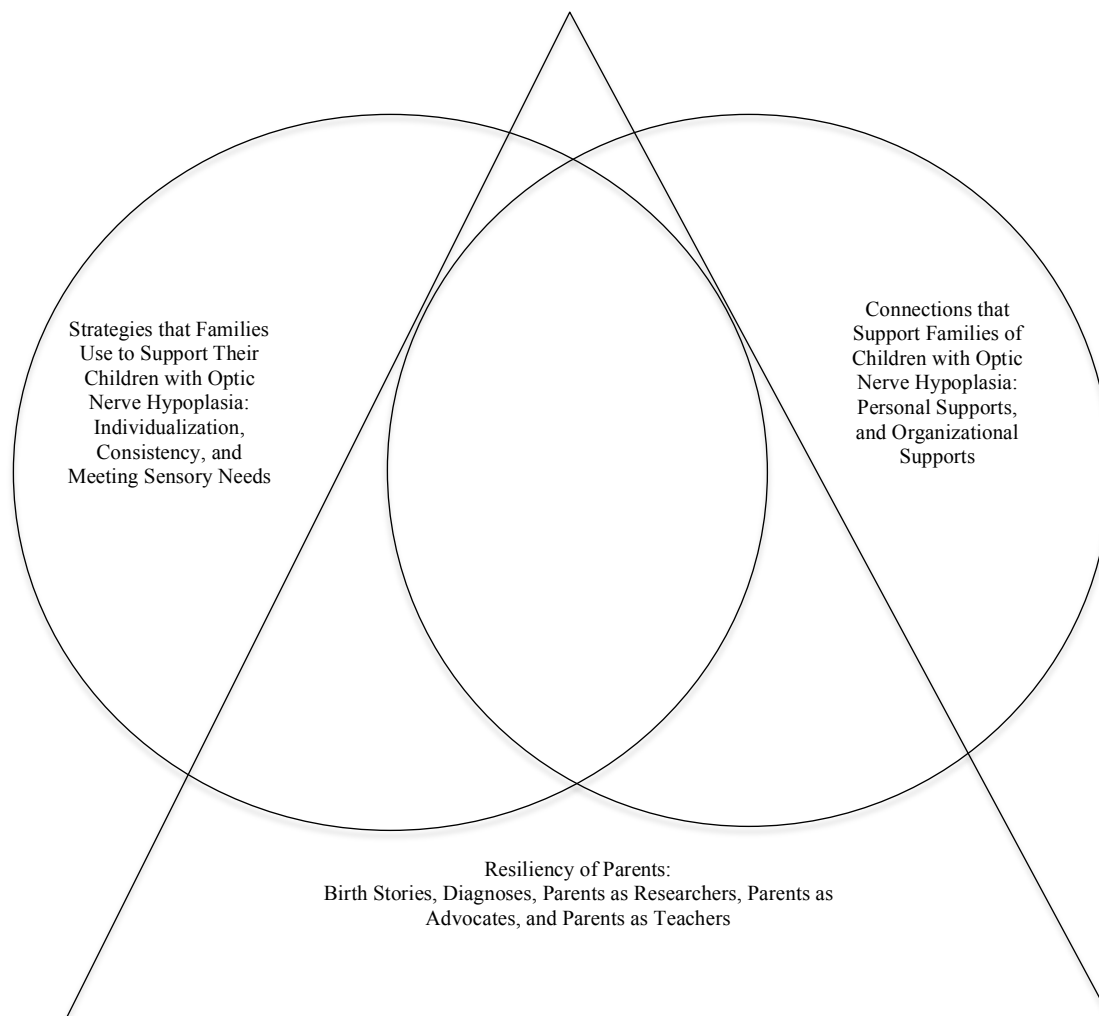 Strategies that Families
Use to Support Their
Children with Optic
Nerve Hypoplasia:
Individualization,
Consistency, and
Meeting Sensory Needs
Connections that
Support Families of
Children with Optic
Nerve Hypoplasia:
Personal Supports,
and Organizational
Supports
Resiliency of Parents:
Birth Stories, Diagnoses, Parents as Researchers, Parents as
Advocates, and Parents as Teachers